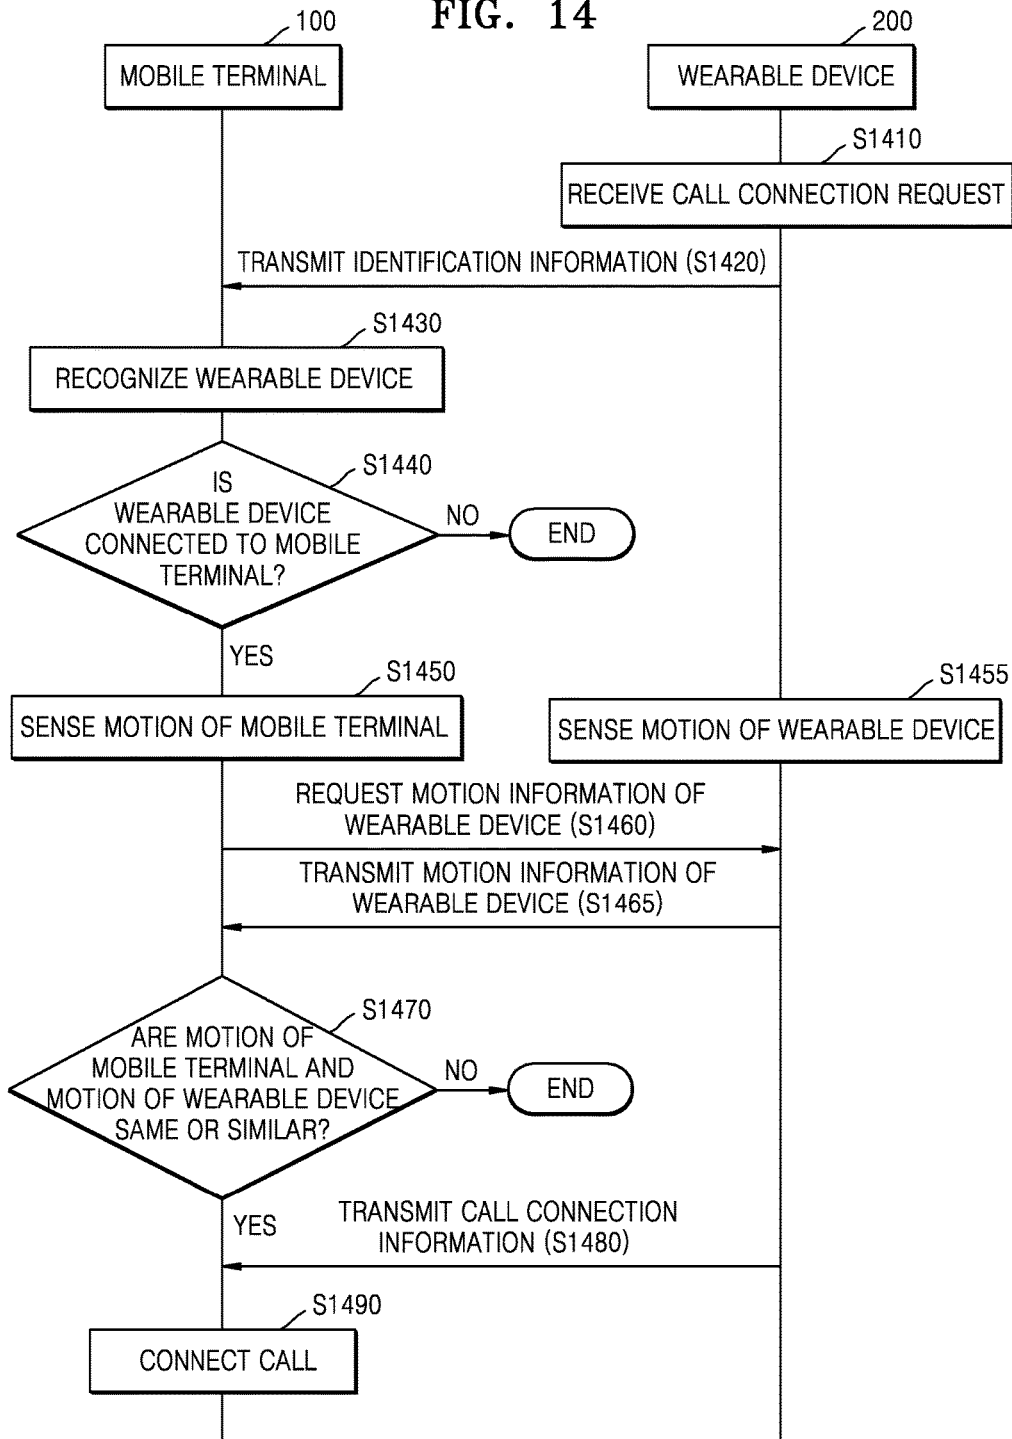 FIG. 14
100
200
MOBILE TERMINAL
WEARABLE DEVICE
S1410
RECEIVE CALL CONNECTION REQUEST
TRANSMIT IDENTIFICATION INFORMATION (S1420)
S1430
RECOGNIZE WEARABLE DEVICE
S1440
IS
WEARABLE DEVICE
CONNECTED TO MOBILE
TERMINAL?
NO
END
YES
S1450
SENSE MOTION OF MOBILE TERMINAL
S1455
SENSE MOTION OF WEARABLE DEVICE
REQUEST MOTION INFORMATION OF
WEARABLE DEVICE (S1460)
TRANSMIT MOTION INFORMATION OF
WEARABLE DEVICE (S1465)
S1470
ARE MOTION OF
MOBILE TERMINAL AND
MOTION OF WEARABLE DEVICE
SAME OR SIMILAR?
NO
END
YES
TRANSMIT CALL CONNECTION
INFORMATION (S1480)
S1490
CONNECT CALL